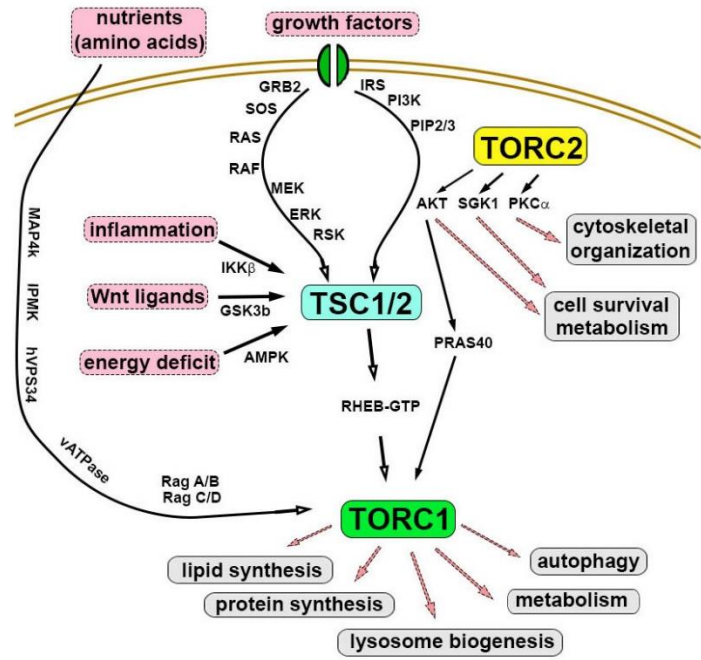 nutrients
(amino acids)
growth factors
GRB2
IRS
SOS
PI3K
PIP2/3
RAS
RAF
MEK
ERK
RSK
TORC2
AKT SGK1 PKCα
cytoskeletal
organization
cell survival
metabolism
MAP4k
IPMK
hVPS34
vATPase
Rag A/B
Rag C/D
inflammation
IKKβ
Wnt ligands
GSK3b
energy deficit
AMPK
TSC1/2
PRAS40
RHEB-GTP
TORC1
lipid synthesis
protein synthesis
lysosome biogenesis
metabolism
autophagy